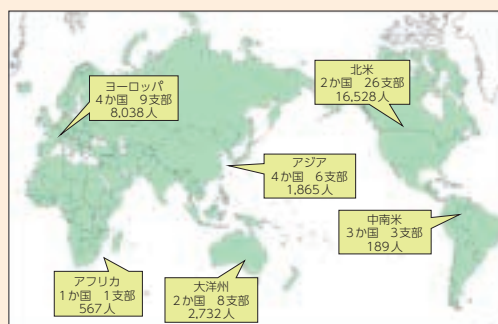 ヨーロッパ
4か国 9支部
8,038人
北米
2か国 26支部
16,528人
アジア
4か国 6支部
1,865人
中南米
3か国 3支部
189人
アフリカ
1か国 1支部
567人
大洋州
2か国 8支部
2,732人